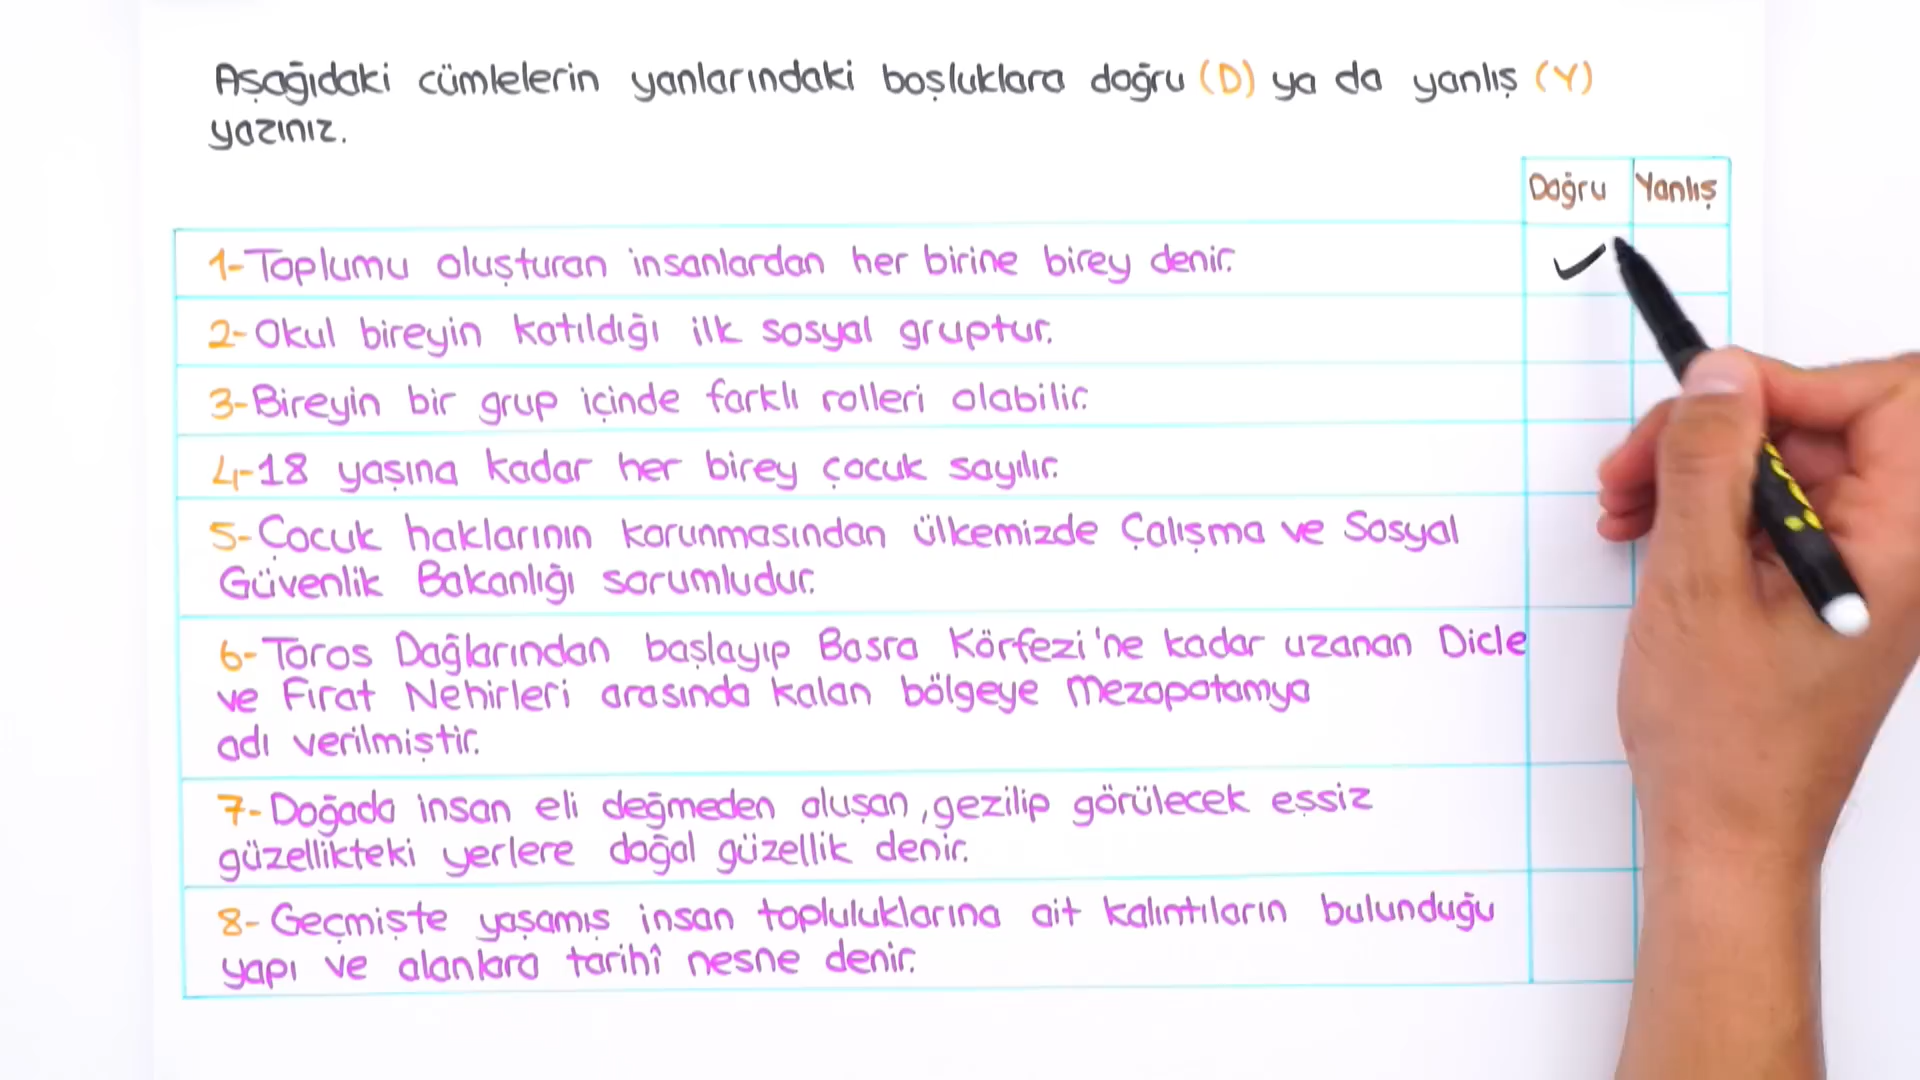 Aşağıdaki cümlelerin yanlarındaki boşluklara doğru (D) ya da yanlış (Y)
yazınız.
Doğru Yanlış
1-Toplumu oluşturan insanlardan her birine birey denir.
2-Okul bireyin katıldığı ilk sosyal gruptur.
3-Bireyin bir grup içinde farklı rolleri olabilir.
4-18 yaşına kadar her birey çocuk sayılır.
5-Çocuk haklarının korunmasından ülkemizde Çalışma ve Sosyal
Güvenlik Bakanlığı sorumludur.
6-Toros Dağlarından başlayıp Basra Körfezi'ne kadar uzanan Dicle
ve Fırat Nehirleri arasında kalan bölgeye Mezopotamya
adı verilmiştir.
7-Doğada insan eli değmeden oluşan, gezilip görülecek eşsiz
güzellikteki yerlere doğal güzellik denir.
8-Geçmişte yaşamış insan topluluklarına ait kalıntıların bulunduğu
yapı ve alanlara tarihî nesne denir.